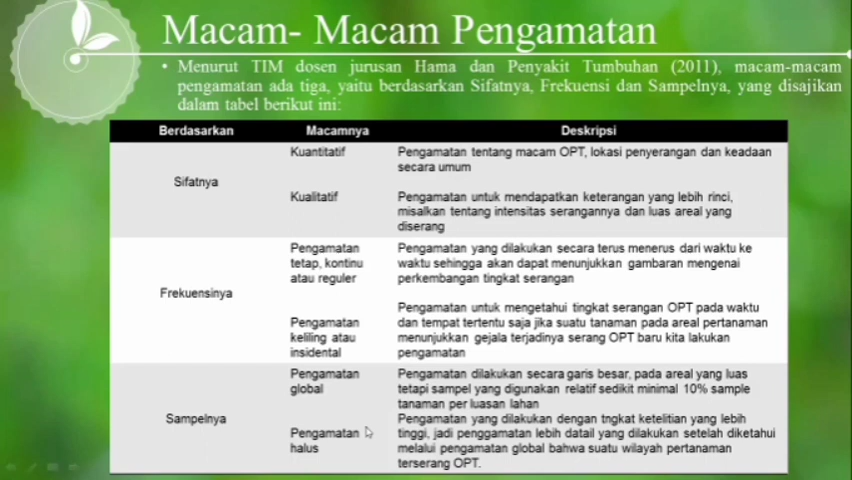 Macam- Macam Pengamatan
• Menurut TIM dosen jurusan Hama dan Penyakit Tumbuhan (2011), macam-macam
pengamatan ada tiga, yaitu berdasarkan Sifatnya, Frekuensi dan Sampelnya, yang disajikan
dalam tabel berikut ini:
Berdasarkan Macamnya Deskripsi
Sifatnya
Kuantitatif
Pengamatan tentang macam OPT, lokasi penyerangan dan keadaan
secara umum
Kualitatif
Pengamatan untuk mendapatkan keterangan yang lebih rinci,
misalkan tentang intensitas serangannya dan luas areal yang
diserang
Frekuensinya
Pengamatan
tetap, kontinu
atau reguler
Pengamatan yang dilakukan secara terus menerus dari waktu ke
waktu sehingga akan dapat menunjukkan gambaran mengenai
perkembangan tingkat serangan
Pengamatan
keliling atau
insidental
Pengamatan untuk mengetahui tingkat serangan OPT pada waktu
dan tempat tertentu saja jika suatu tanaman pada areal pertanaman
menunjukkan gejala terjadinya serang OPT baru kita lakukan
pengamatan
Sampelnya
Pengamatan
global
Pengamatan dilakukan secara garis besar, pada areal yang luas
tetapi sampel yang digunakan relatif sedikit minimal 10% sample
tanaman per luasan lahan
Pengamatan
halus
Pengamatan yang dilakukan dengan tngkat ketelitian yang lebih
tinggi, jadi penggamatan lebih datail yang dilakukan setelah diketahui
melalui pengamatan global bahwa suatu wilayah pertanaman
terserang OPT.